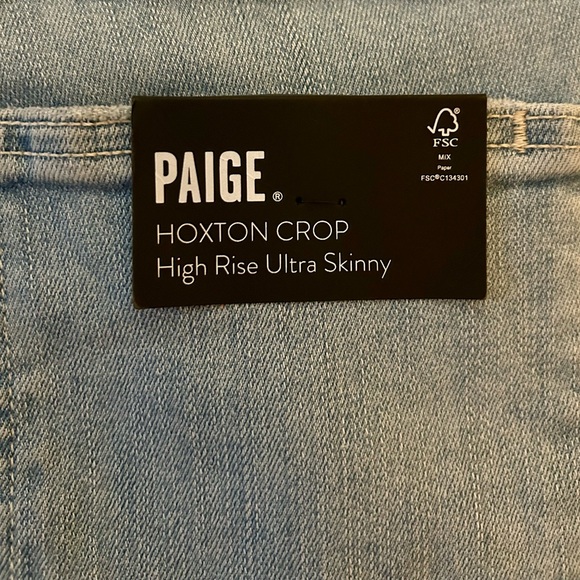 PAIGE®
HOXTON CROP
High Rise Ultra Skinny
®
FSC
MIX
Paper
FSC®C134301